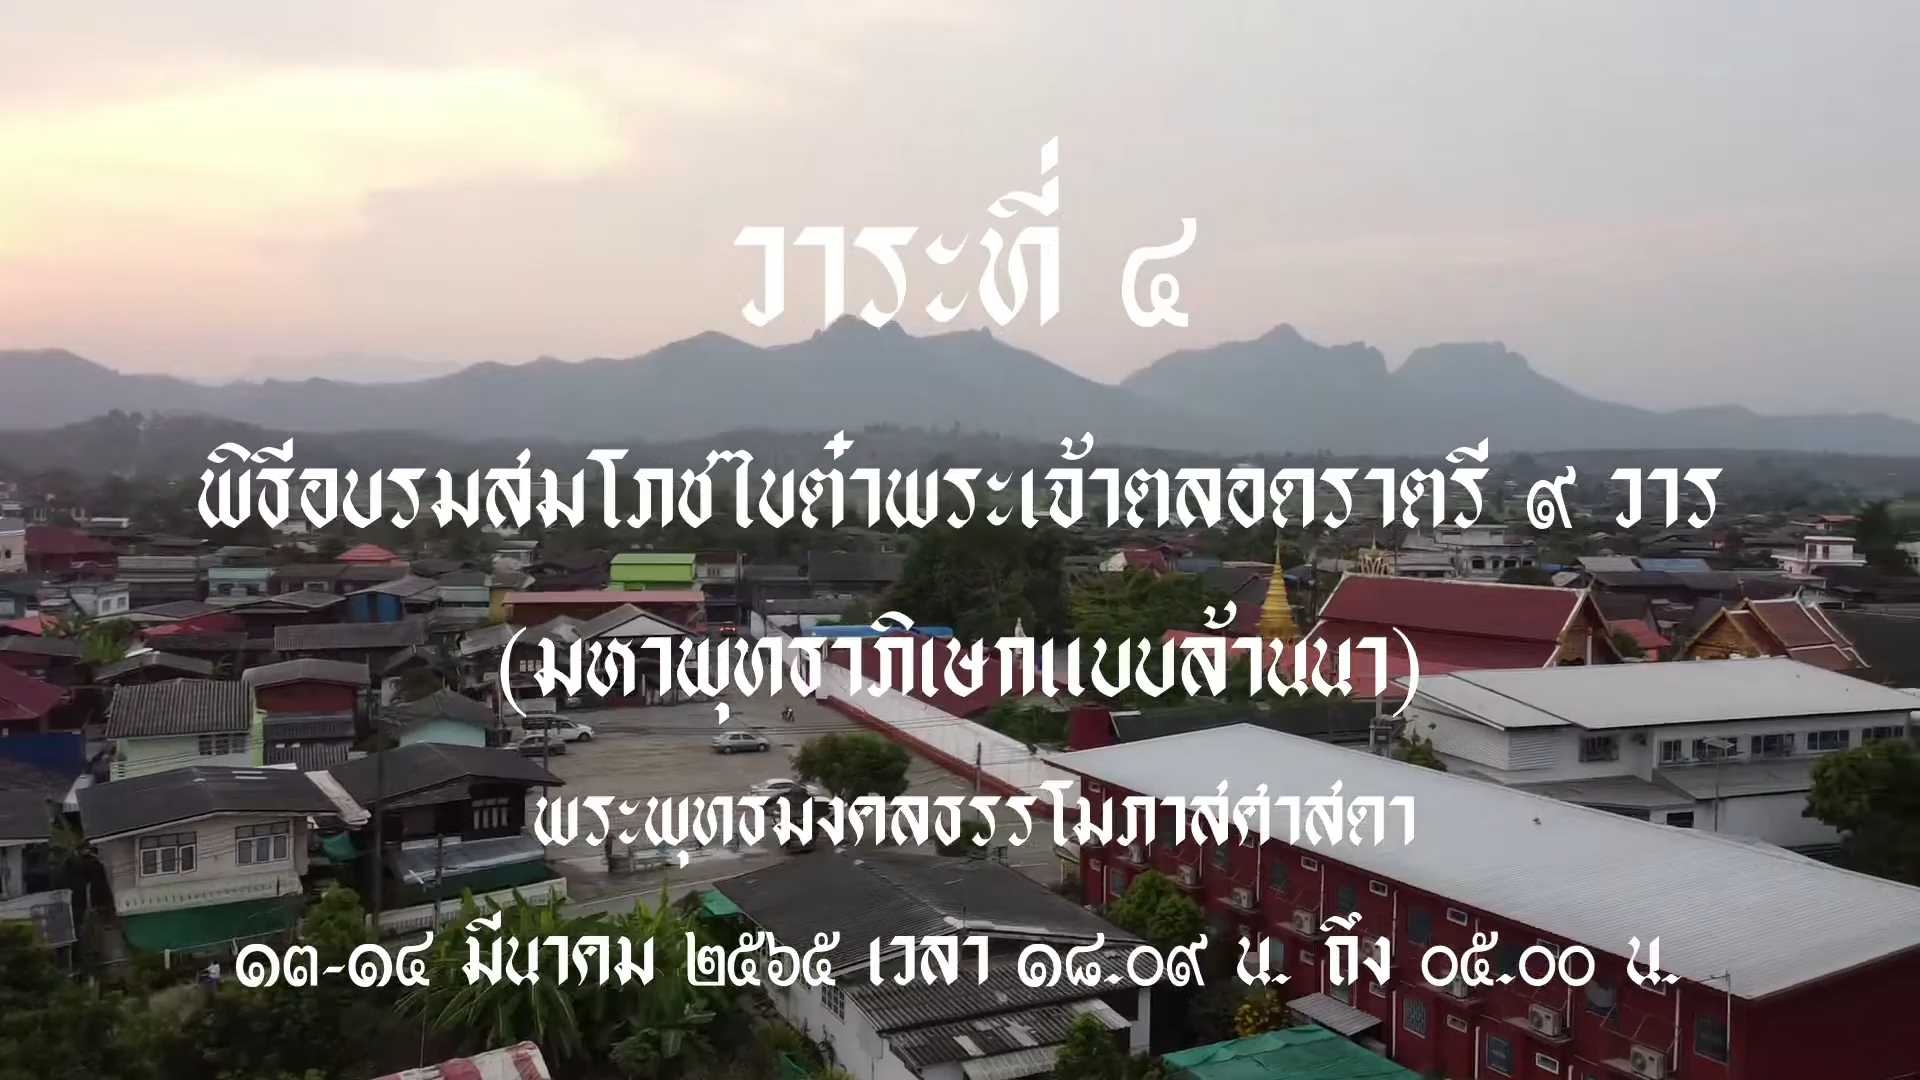 วาระที่ ๔
พิธีอบรมสมโภชไขตำ๋พระเจ้าตลอดราตรี ๙ วาร
(มหาพุทธาภิเษกแบบล้านนา)
พระพุทธมงคลธรรโมภาสศาสดา
๑๓-๑๔ มีนาคม ๒๕๖๕ เวลา ๑๘.๐๙ น. ถึง ๐๕.๐๐ น.